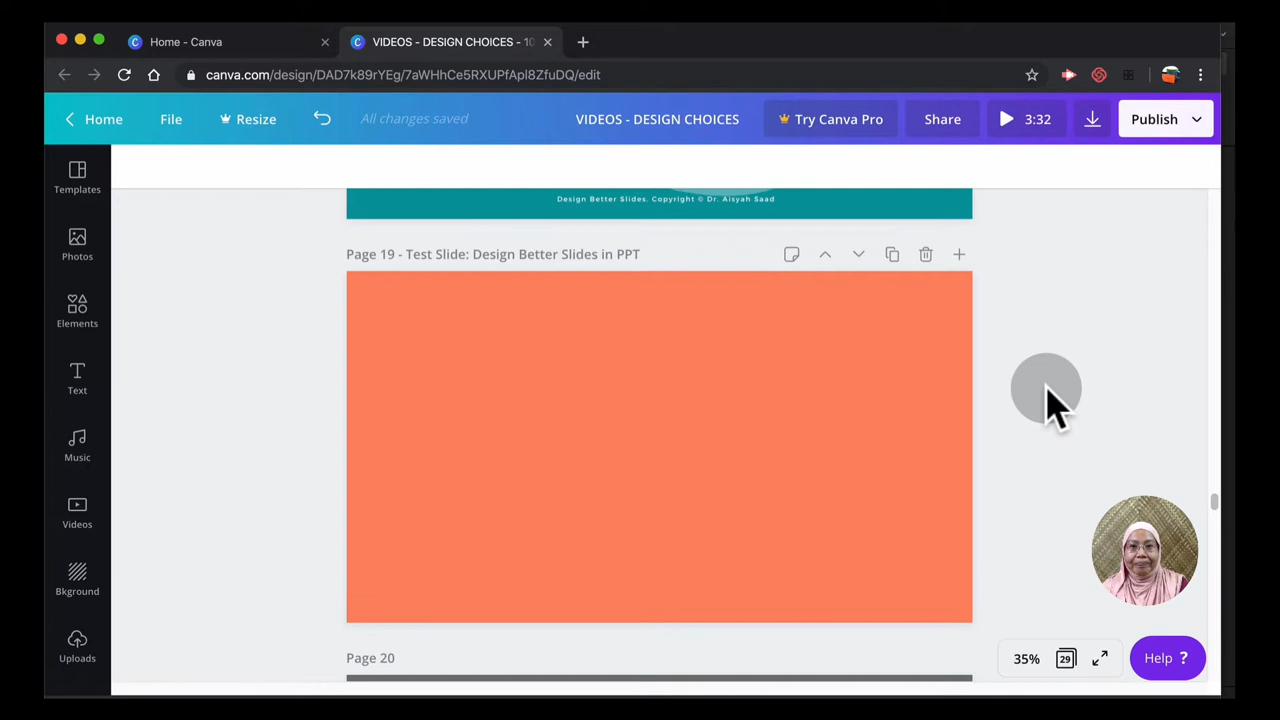 Home - Canva
VIDEOS - DESIGN CHOICES - 10
canva.com/design/DAD7k89rYEg/7aWHhCe5RXUPfApl8ZfuDQ/edit
Home
File
Resize
All changes saved
VIDEOS - DESIGN CHOICES
Try Canva Pro
Share
3:32
Publish
Templates
Photos
Elements
Text
Music
Videos
Bkground
Uploads
Design Better Slides. Copyright © Dr. Aisyah Saad
Page 19 - Test Slide: Design Better Slides in PPT
Page 20
35%
29
Help ?